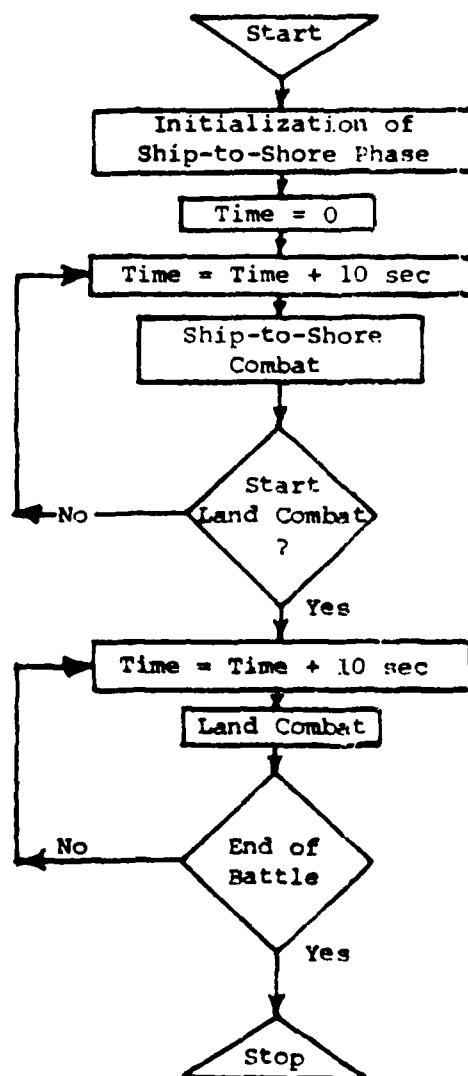 Start
Initialization of
Ship-to-Shore Phase
Time = 0
Time = Time + 10 sec
Ship-to-Shore
Combat
Start
Land Combat
?
No
Yes
Time = Time + 10 sec
Land Combat
No
End of
Battle
Yes
Stop